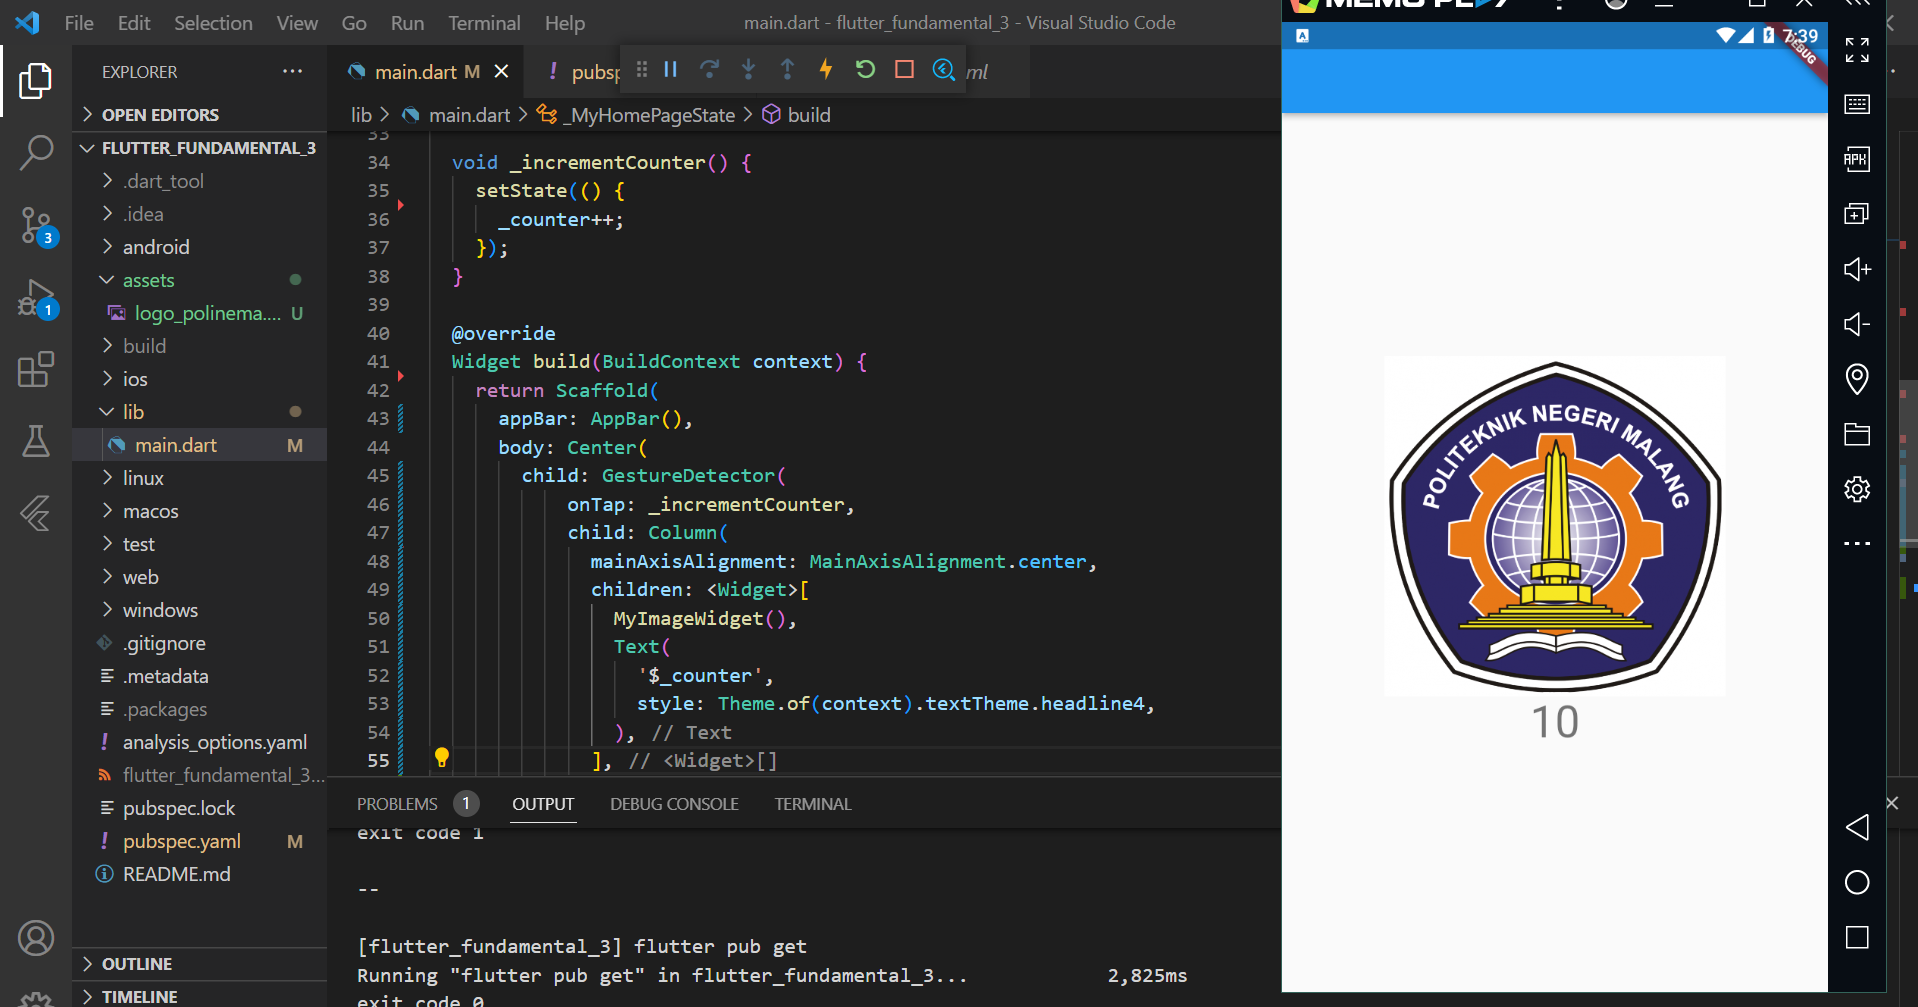 File Edit Selection View Go Run Terminal Help
main.dart - flutter_fundamental_3 - Visual Studio Code
EXPLORER
OPEN EDITORS
FLUTTER_FUNDAMENTAL_3
.dart_tool
.idea
android
assets
logo_polinema.... U
build
ios
lib
main.dart M
linux
macos
test
web
windows
.gitignore
.metadata
.packages
analysis_options.yaml
flutter_fundamental_3...
pubspec.lock
pubspec.yaml M
README.md
OUTLINE
TIMELINE
3
1
main.dart M
pubsp
ml
lib > main.dart > _MyHomePageState > build
33
34 void _incrementCounter() {
35 setState(() {
36 _counter++;
37 });
38 }
39
40 @override
41 Widget build(BuildContext context) {
42 return Scaffold(
43 appBar: AppBar(),
44 body: Center(
45 child: GestureDetector(
46 onTap: _incrementCounter,
47 child: Column(
48 mainAxisAlignment: MainAxisAlignment.center,
49 children: <Widget>[
50 MyImageWidget(),
51 Text(
52 '$_counter',
53 style: Theme.of(context).textTheme.headline4,
54 ), // Text
55 ], // <Widget>[]
PROBLEMS 1 OUTPUT DEBUG CONSOLE TERMINAL
exit code 1
--
[flutter_fundamental_3] flutter pub get
Running "flutter pub get" in flutter_fundamental_3... 2,825ms
exit code 0
7:39
DEBUG
POLITEKNIK NEGERI MALANG
10
APK